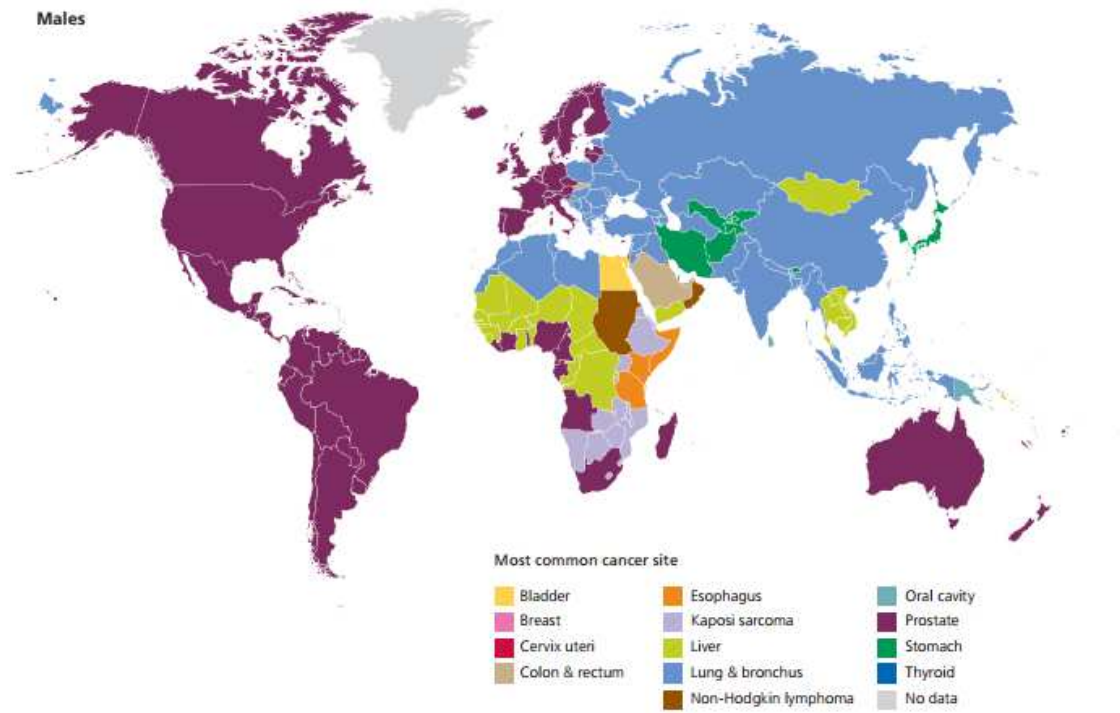 Males
Most common cancer site
Bladder
Breast
Cervix uteri
Colon & rectum
Esophagus
Kaposi sarcoma
Liver
Lung & bronchus
Non-Hodgkin lymphoma
Oral cavity
Prostate
Stomach
Thyroid
No data